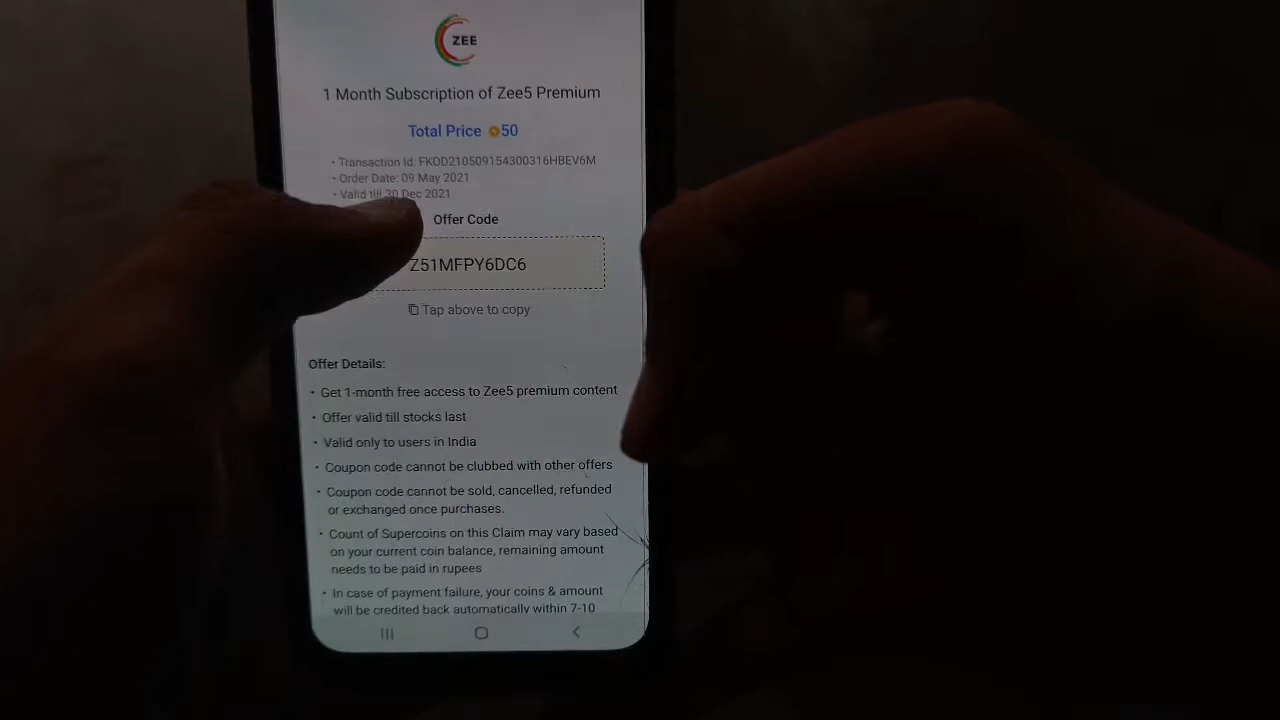 ZEE
1 Month Subscription of Zee5 Premium
Total Price 50
• Transaction Id: FKOD210509154300316HBEV6M
• Order Date: 09 May 2021
• Valid till 30 Dec 2021
Offer Code
Z51MFPY6DC6
Tap above to copy
Offer Details:
• Get 1-month free access to Zee5 premium content
• Offer valid till stocks last
• Valid only to users in India
• Coupon code cannot be clubbed with other offers
• Coupon code cannot be sold, cancelled, refunded
or exchanged once purchases.
• Count of Supercoins on this Claim may vary based
on your current coin balance, remaining amount
needs to be paid in rupees
• In case of payment failure, your coins & amount
will be credited back automatically within 7-10